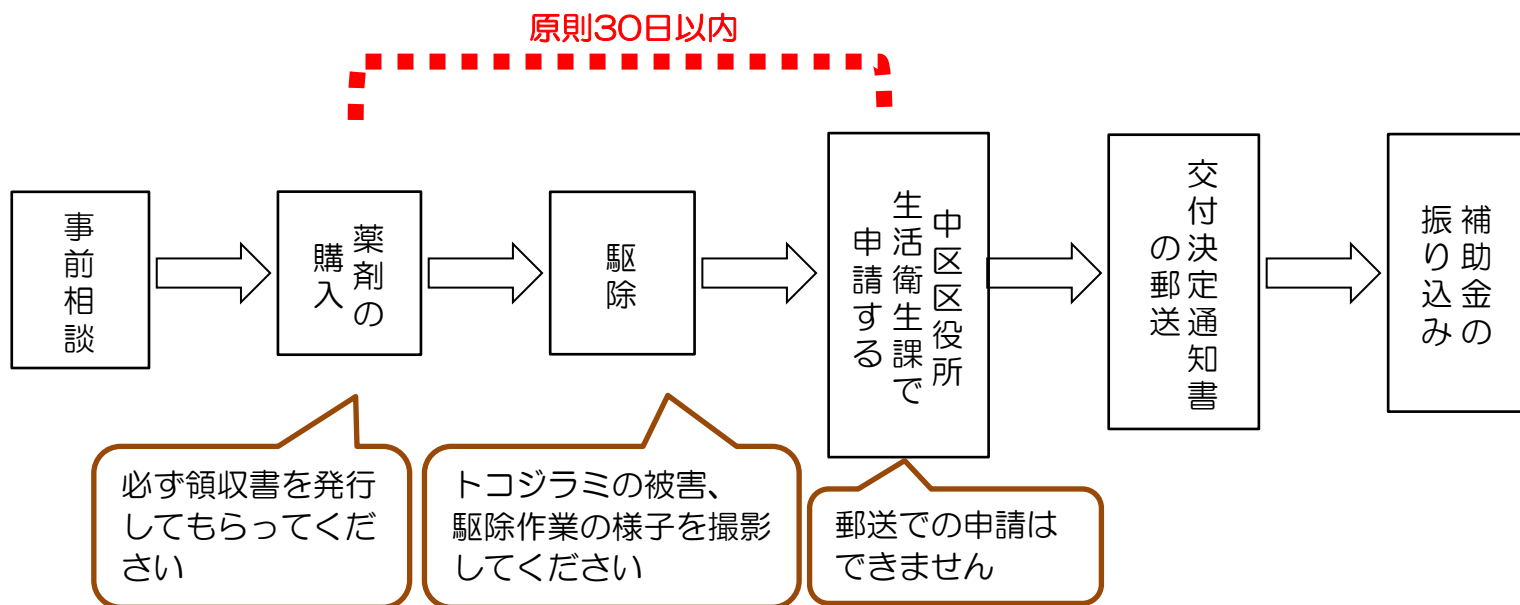 原則30日以内
事前相談
薬剤の
購入
駆除
中区区役所
生活衛生課で
申請する
交付決定通知書
の郵送
補助金の
振り込み
必ず領収書を発行
してもらってくだ
さい
トコジラミの被害、
駆除作業の様子を撮影
してください
郵送での申請は
できません